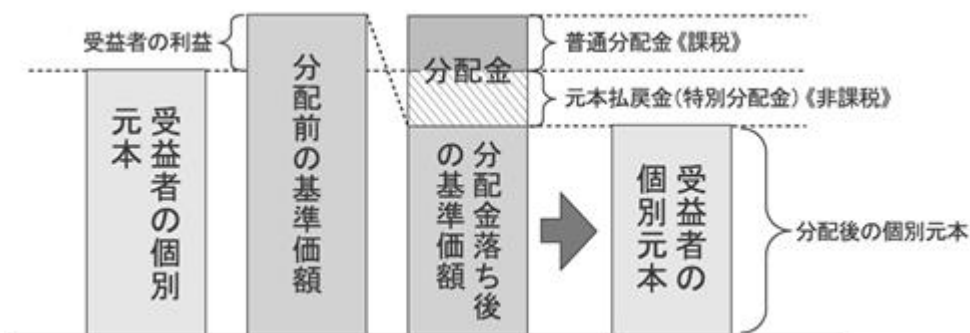 受益者の利益
受益者の個別
元本
分配前の基準価額
分配金
分配金落ち後
の基準価額
普通分配金《課税》
元本払戻金(特別分配金)《非課税》
受益者の
個別元本
分配後の個別元本